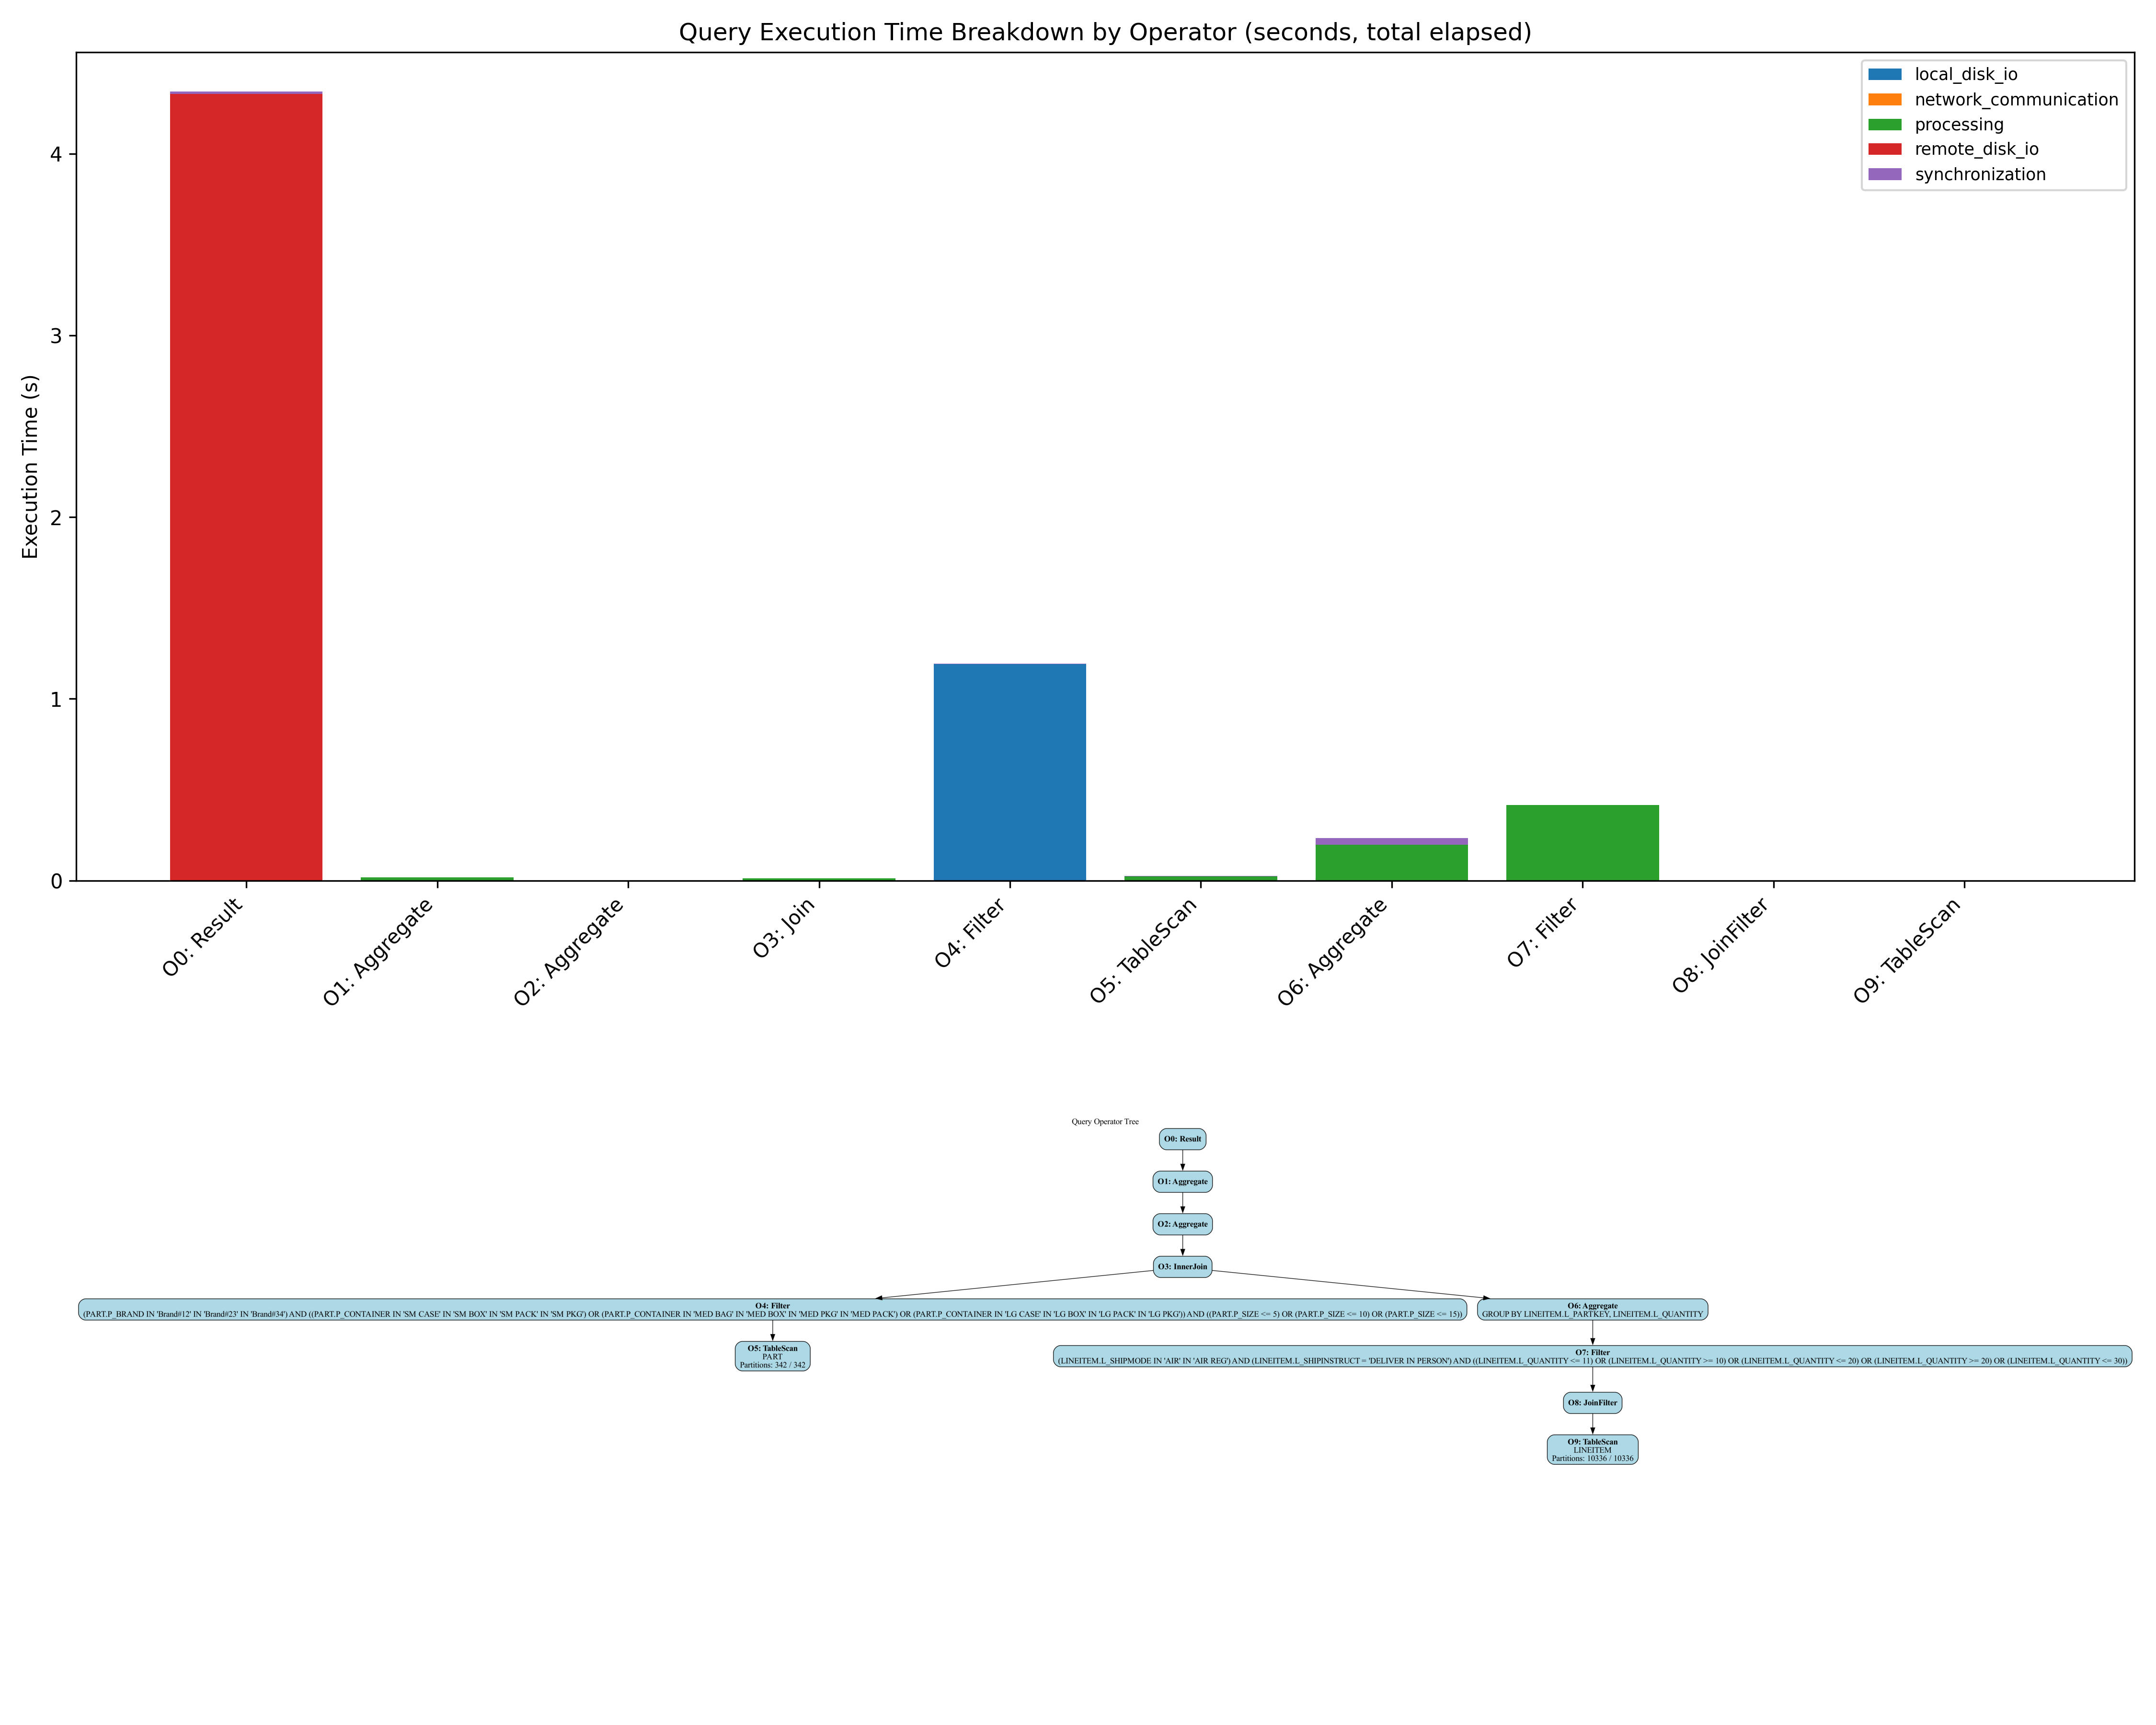 Query Execution Time Breakdown by Operator (seconds, total elapsed)
local_disk_io
network_communication
processing
remote_disk_io
synchronization
Execution Time (s)
4
3
2
1
0
O0: Result
O1: Aggregate
O2: Aggregate
O3: Join
O4: Filter
O5: TableScan
O6: Aggregate
O7: Filter
O8: JoinFilter
O9: TableScan
Query Operator Tree
O0: Result
O1: Aggregate
O2: Aggregate
O3: InnerJoin
O4: Filter
(PART.P_BRAND IN 'Brand#12' IN 'Brand#23' IN 'Brand#34') AND ((PART.P_CONTAINER IN 'SM CASE' IN 'SM BOX' IN 'SM PACK' IN 'SM PKG') OR (PART.P_CONTAINER IN 'MED BAG' IN 'MED BOX' IN 'MED PKG' IN 'MED PACK') OR (PART.P_CONTAINER IN 'LG CASE' IN 'LG BOX' IN 'LG PACK' IN 'LG PKG')) AND ((PART.P_SIZE <= 5) OR (PART.P_SIZE <= 10) OR (PART.P_SIZE <= 15))
O6: Aggregate
GROUP BY LINEITEM.L_PARTKEY, LINEITEM.L_QUANTITY
O5: TableScan
PART
Partitions: 342 / 342
O7: Filter
(LINEITEM.L_SHIPMODE IN 'AIR' IN 'AIR REG') AND (LINEITEM.L_SHIPINSTRUCT = 'DELIVER IN PERSON') AND ((LINEITEM.L_QUANTITY <= 11) OR (LINEITEM.L_QUANTITY >= 10) OR (LINEITEM.L_QUANTITY <= 20) OR (LINEITEM.L_QUANTITY >= 20) OR (LINEITEM.L_QUANTITY <= 30))
O8: JoinFilter
O9: TableScan
LINEITEM
Partitions: 10336 / 10336